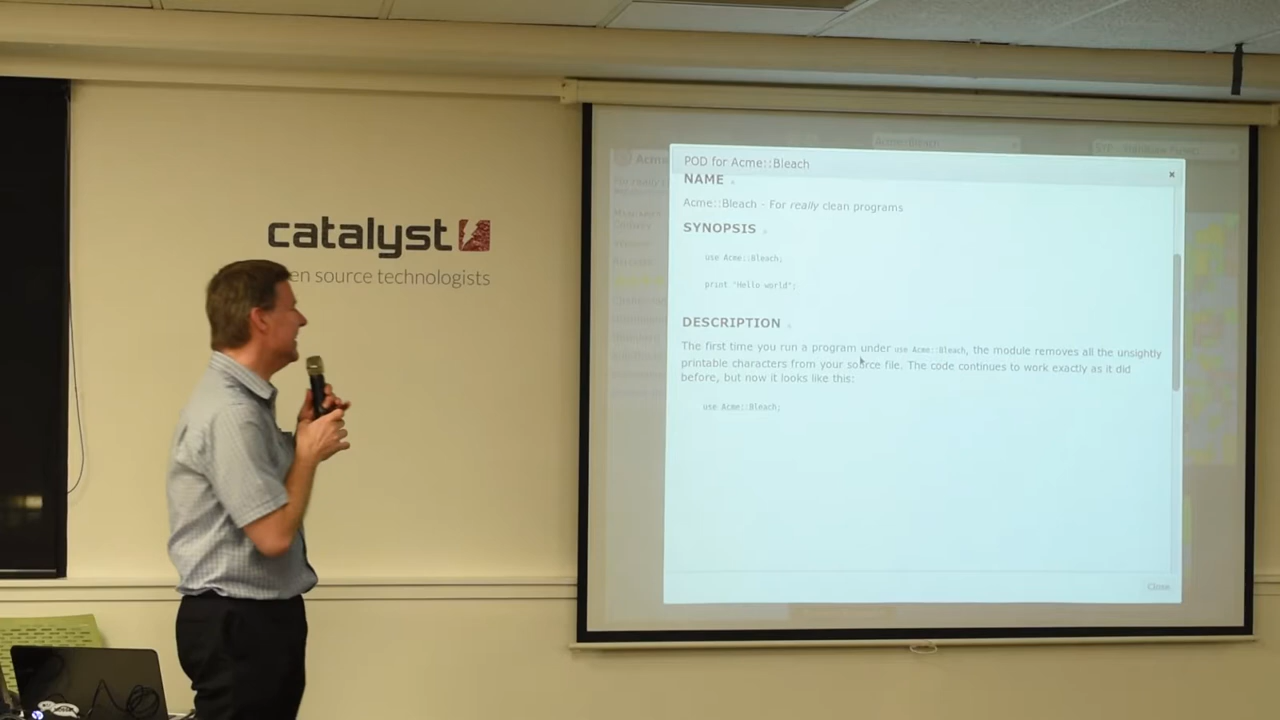 catalyst
en source technologists
Acme::Bleach
POD for Acme::Bleach
NAME
Acme::Bleach - For really clean programs
SYNOPSIS
use Acme::Bleach;
print "Hello world";
DESCRIPTION
The first time you run a program under use Acme::Bleach, the module removes all the unsightly
printable characters from your source file. The code continues to work exactly as it did
before, but now it looks like this:
use Acme::Bleach;
Close